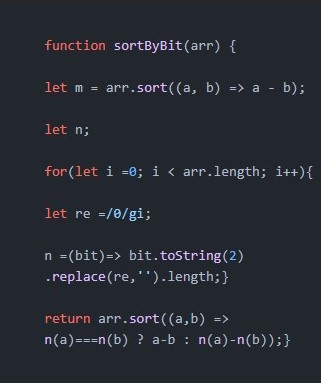 function sortByBit(arr) {
let m = arr.sort((a, b) => a - b);
let n;
for(let i =0; i < arr.length; i++){
let re =/0/gi;
n =(bit)=> bit.toString(2)
.replace(re,'').length;}
return arr.sort((a,b) =>
n(a)===n(b) ? a-b : n(a)-n(b));}